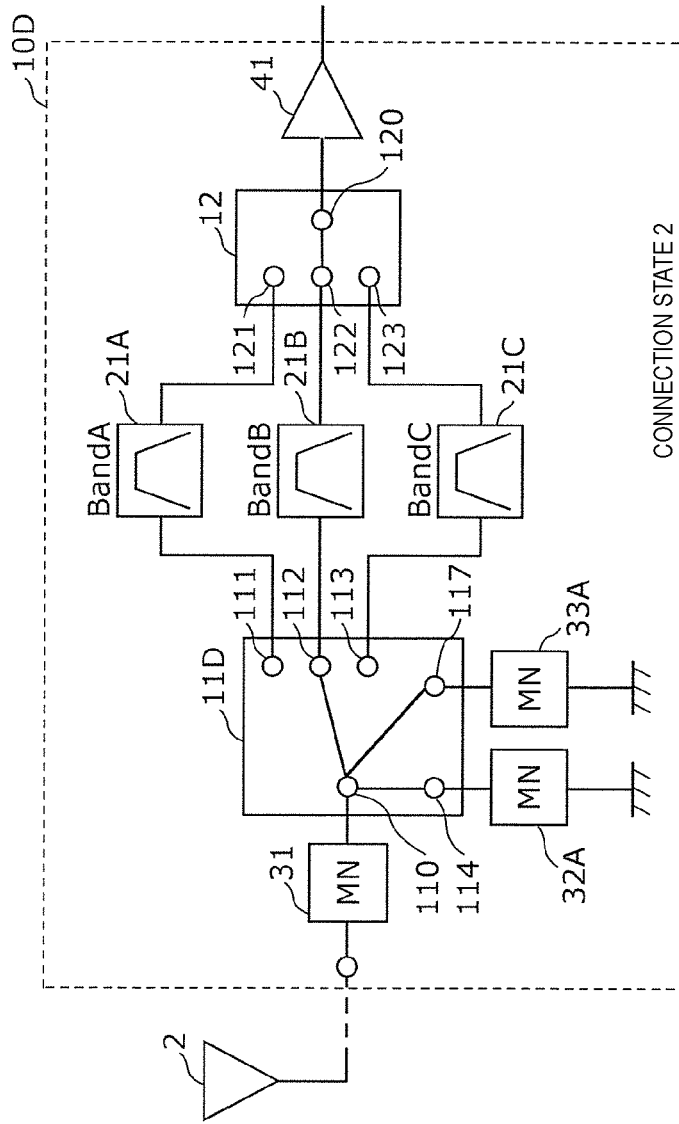 10D
2
31
MN
11D
110
114
111
112
113
117
MN
32A
MN
33A
BandA
21A
BandB
21B
BandC
21C
121
122
123
12
120
41
CONNECTION STATE 2